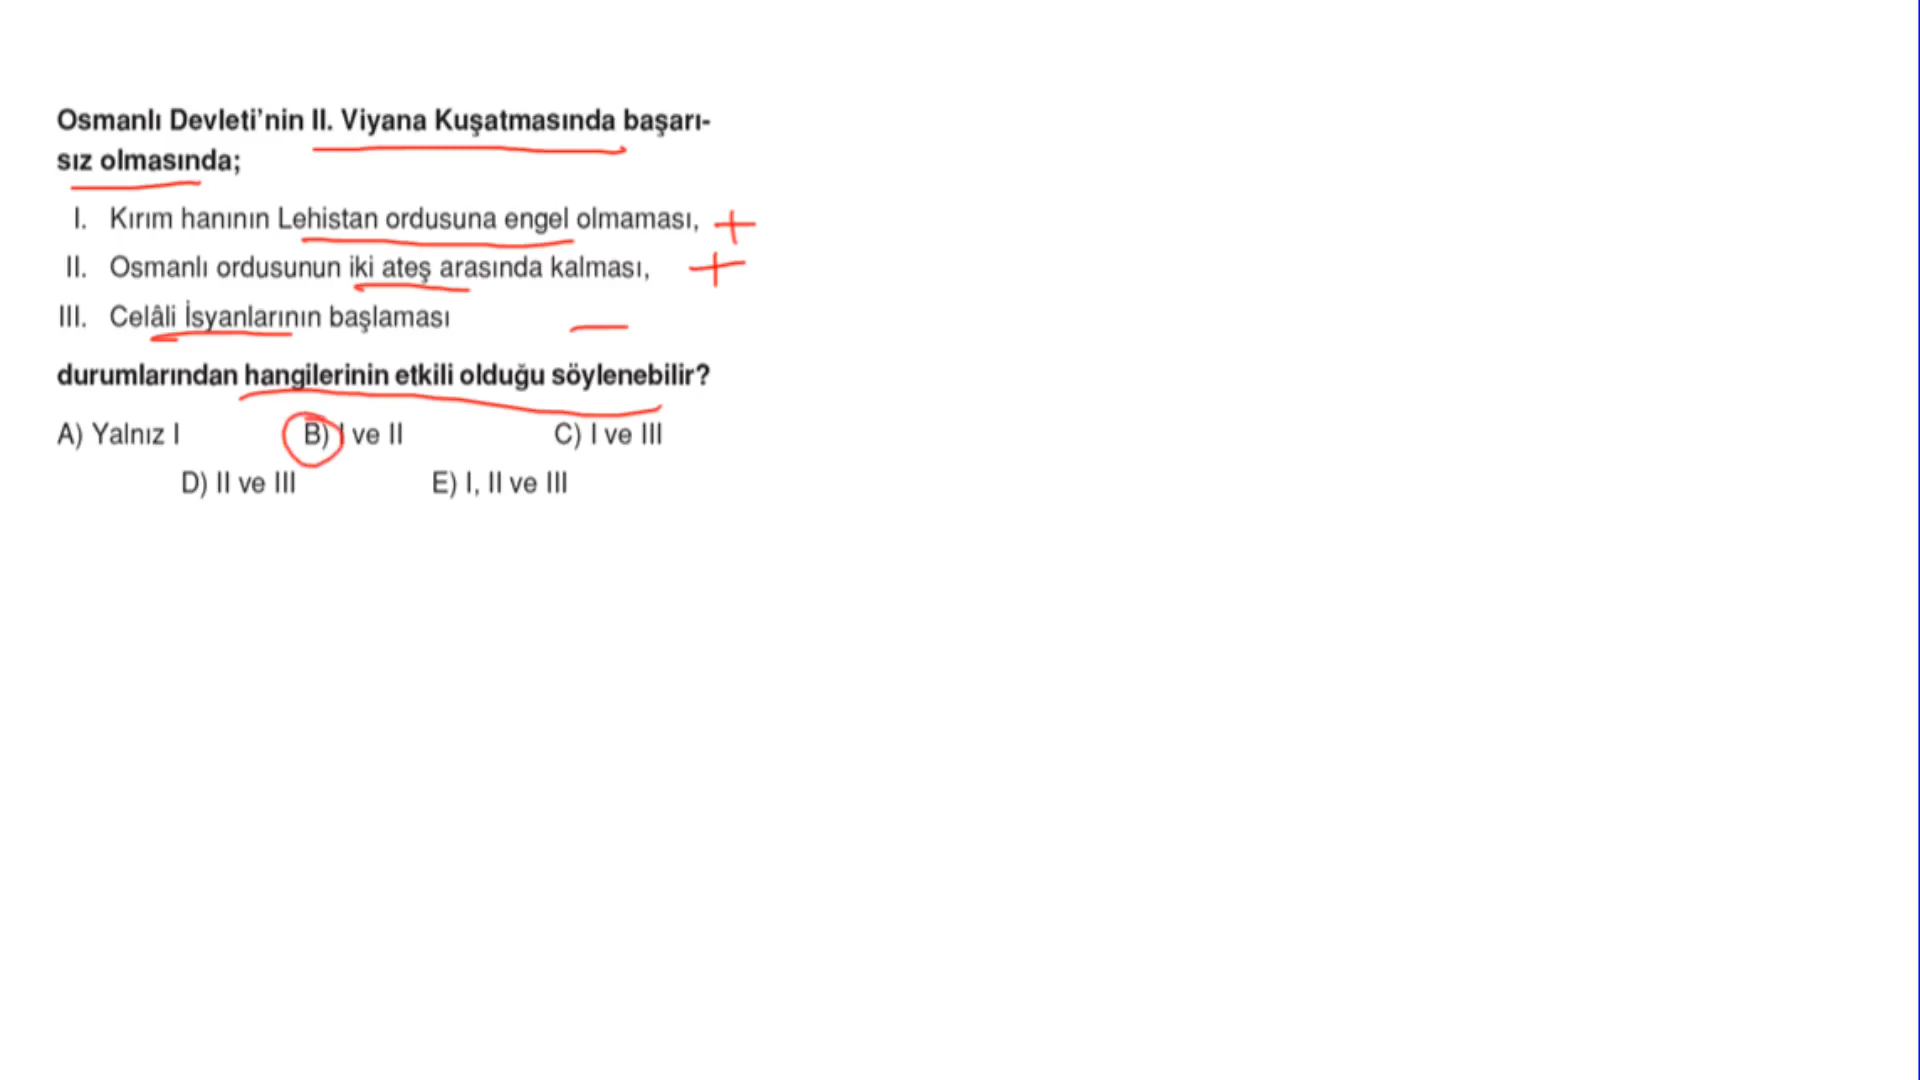 Osmanlı Devleti'nin II. Viyana Kuşatmasında başarı-
sız olmasında;
I. Kırım hanının Lehistan ordusuna engel olmaması, +
II. Osmanlı ordusunun iki ateş arasında kalması, +
III. Celâli İsyanlarının başlaması —
durumlarından hangilerinin etkili olduğu söylenebilir?
A) Yalnız I B) I ve II C) I ve III
D) II ve III E) I, II ve III